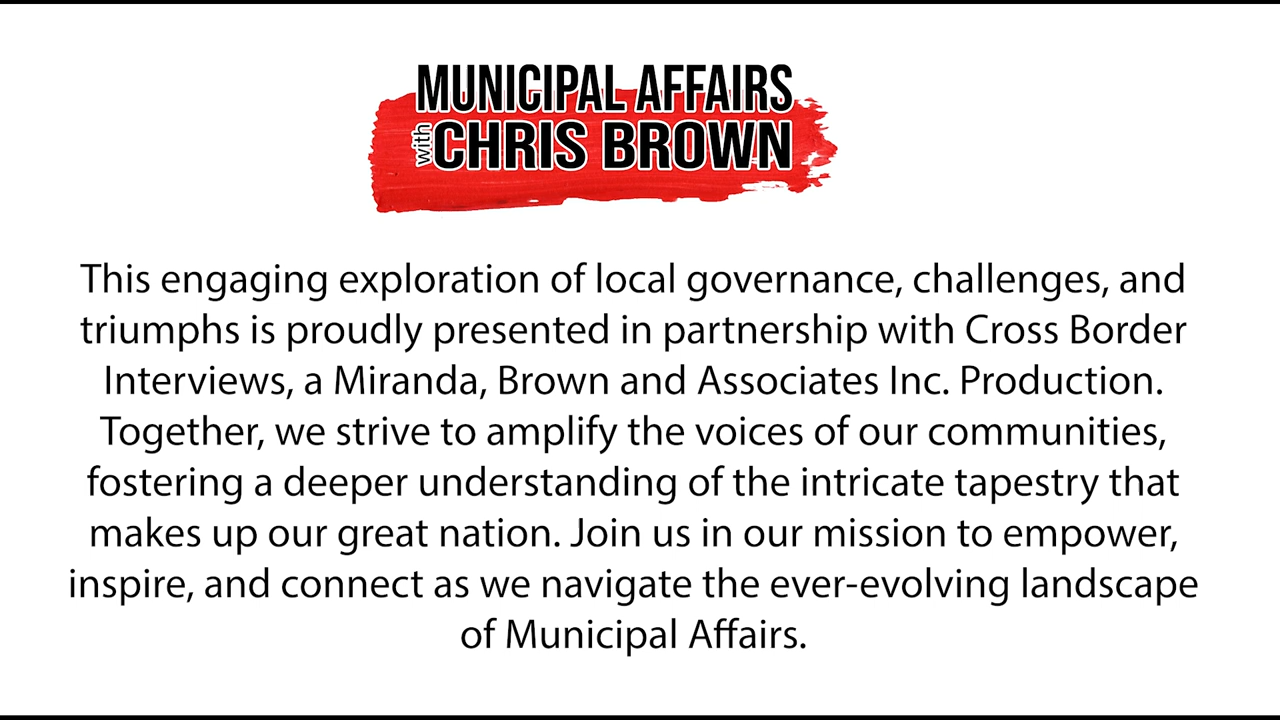 MUNICIPAL AFFAIRS
with CHRIS BROWN
This engaging exploration of local governance, challenges, and
triumphs is proudly presented in partnership with Cross Border
Interviews, a Miranda, Brown and Associates Inc. Production.
Together, we strive to amplify the voices of our communities,
fostering a deeper understanding of the intricate tapestry that
makes up our great nation. Join us in our mission to empower,
inspire, and connect as we navigate the ever-evolving landscape
of Municipal Affairs.